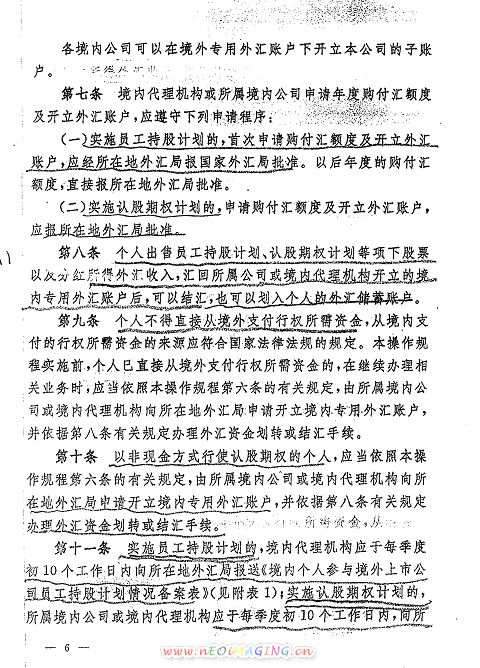 各境内公司可以在境外专用外汇账户下开立本公司的子账
户。
第七条 境内代理机构或所属境内公司申请年度购付汇额度
及开立外汇账户，应遵守下列申请程序：
（一）实施员工持股计划的，首次申请购付汇额度及开立外汇
账户，应经所在地外汇局报国家外汇局批准。以后年度的购付汇
额度，直接报所在地外汇局批准。
（二）实施认股期权计划的，申请购付汇额度及开立外汇账户，
应报所在地外汇局批准。
第八条 个人出售员工持股计划、认股期权计划等项下股票
以及分红所得外汇收入，汇回所属公司或境内代理机构开立的境
内专用外汇账户后，可以结汇，也可以划入个人的外汇储蓄账户。
第九条 个人不得直接从境外支付行权所需资金，从境内支
付的行权所需资金的来源应符合国家法律法规的规定。本操作规
程实施前，个人已直接从境外支付行权所需资金的，在继续办理相
关业务时，应当依照本操作规程第六条的有关规定，由所属境内公
司或境内代理机构向所在地外汇局申请开立境内专用外汇账户，
并依据第八条有关规定办理外汇资金划转或结汇手续。
第十条 以非现金方式行使认股期权的个人，应当依照本操
作规程第六条的有关规定，由所属境内公司或境内代理机构向所
在地外汇局申请开立境内专用外汇账户，并依据第八条有关规定
办理外汇资金划转或结汇手续。
第十一条 实施员工持股计划的，境内代理机构应于每季度
初10个工作日内向所在地外汇局报送《境内个人参与境外上市公
司员工持股计划情况备案表》（见附表1）；实施认股期权计划的，
所属境内公司或境内代理机构应于每季度初10个工作日内，向所
— 6 —
www.NEOiMAGING.cn